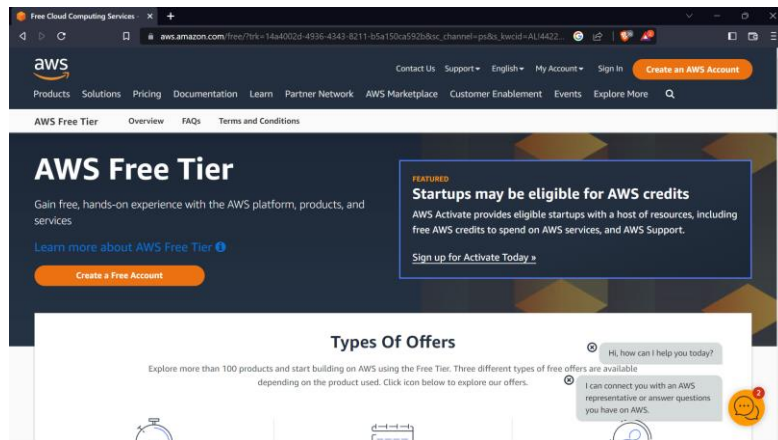 Free Cloud Computing Services -
aws.amazon.com/free/?trk=14a4002d-4936-4343-8211-b5a150ca592b&sc_channel=ps&s_kwcid=AL!4422...
aws
Contact Us Support English My Account Sign In Create an AWS Account
Products Solutions Pricing Documentation Learn Partner Network AWS Marketplace Customer Enablement Events Explore More
AWS Free Tier Overview FAQs Terms and Conditions
AWS Free Tier
Gain free, hands-on experience with the AWS platform, products, and
services
Learn more about AWS Free Tier
Create a Free Account
FEATURED
Startups may be eligible for AWS credits
AWS Activate provides eligible startups with a host of resources, including
free AWS credits to spend on AWS services, and AWS Support.
Sign up for Activate Today »
Types Of Offers
Explore more than 100 products and start building on AWS using the Free Tier. Three different types of free offers are available
depending on the product used. Click icon below to explore our offers.
Hi, how can I help you today?
I can connect you with an AWS
representative or answer questions
you have on AWS.
2